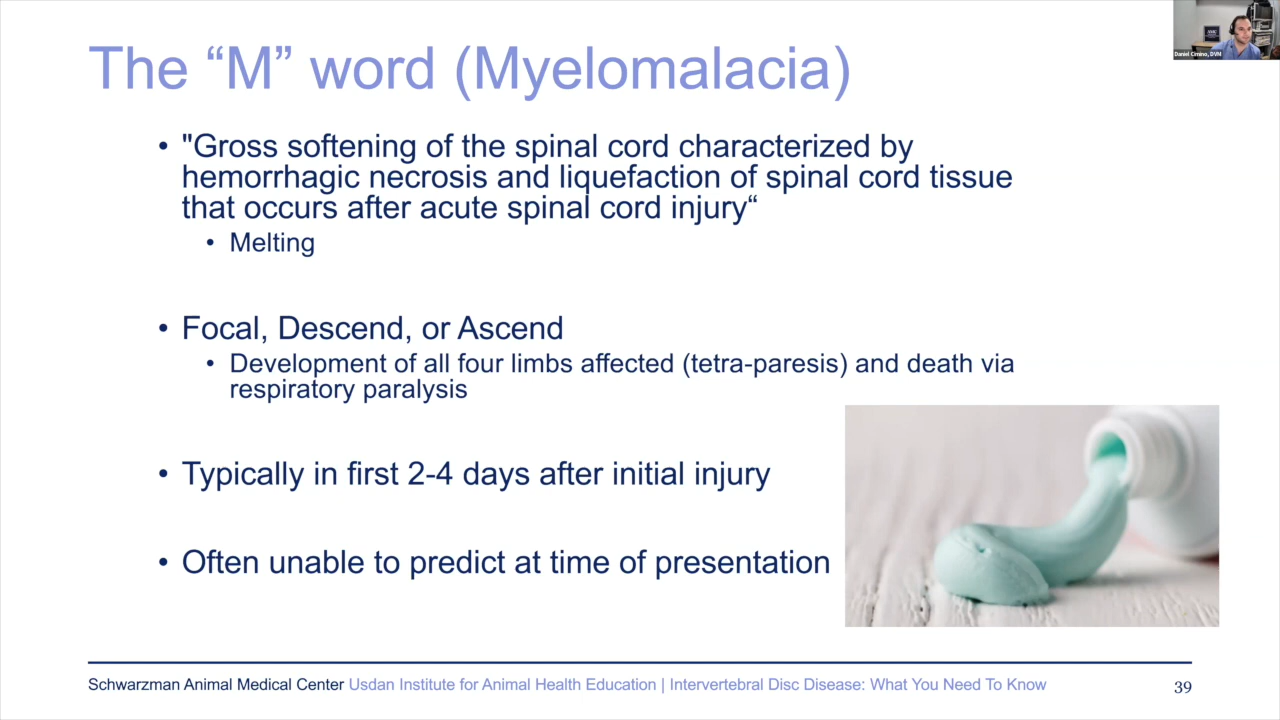 The “M” word (Myelomalacia)
Daniel Cimino, DVM
• "Gross softening of the spinal cord characterized by
hemorrhagic necrosis and liquefaction of spinal cord tissue
that occurs after acute spinal cord injury“
• Melting
• Focal, Descend, or Ascend
• Development of all four limbs affected (tetra-paresis) and death via
respiratory paralysis
• Typically in first 2-4 days after initial injury
• Often unable to predict at time of presentation
Schwarzman Animal Medical Center Usdan Institute for Animal Health Education | Intervertebral Disc Disease: What You Need To Know
39